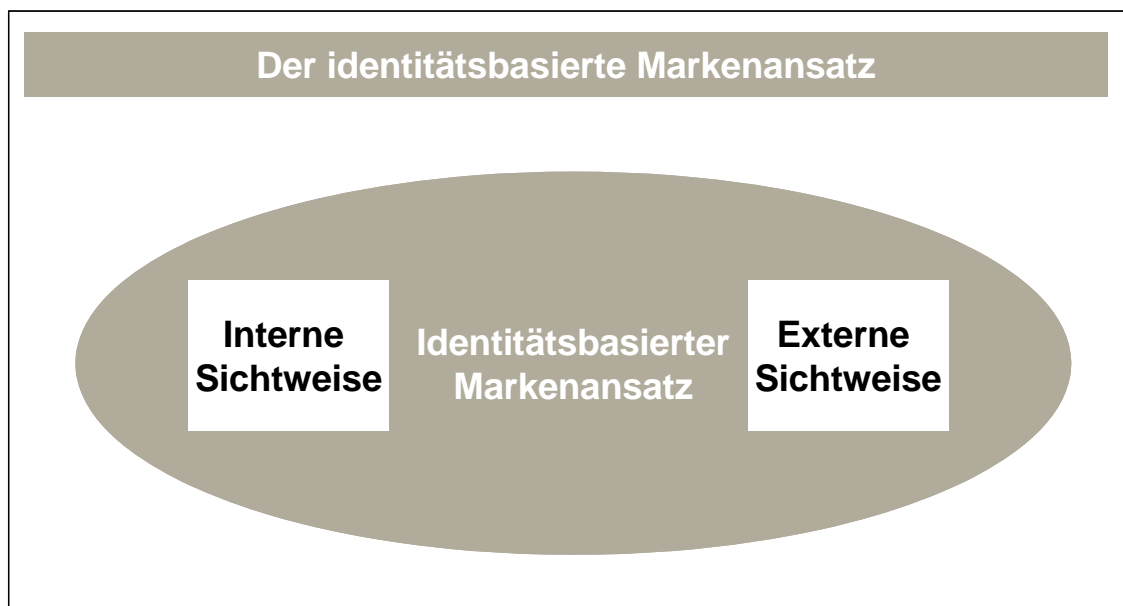 Der identitätsbasierte Markenansatz
Interne
Sichtweise
Identitätsbasierter
Markenansatz
Externe
Sichtweise